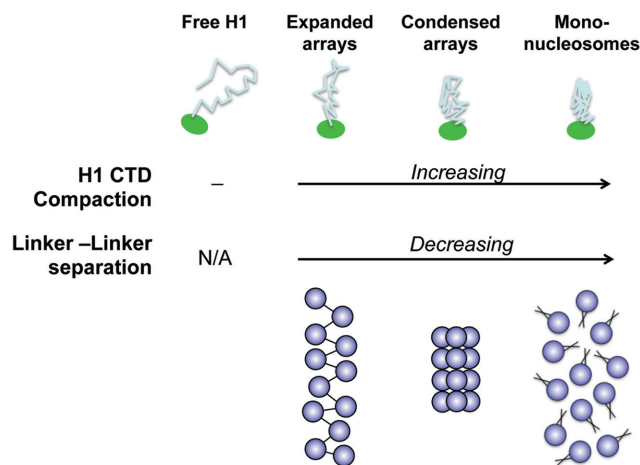 Free H1
Expanded
arrays
Condensed
arrays
Mono-
nucleosomes
H1 CTD
Compaction
–
Increasing
Linker –Linker
separation
N/A
Decreasing